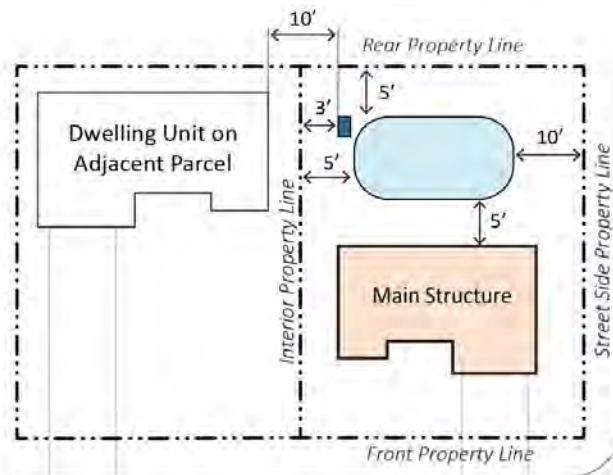 10'
Rear Property Line
5'
Dwelling Unit on
Adjacent Parcel
3'
5'
10'
5'
Interior Property Line
Street Side Property Line
Main Structure
Front Property Line